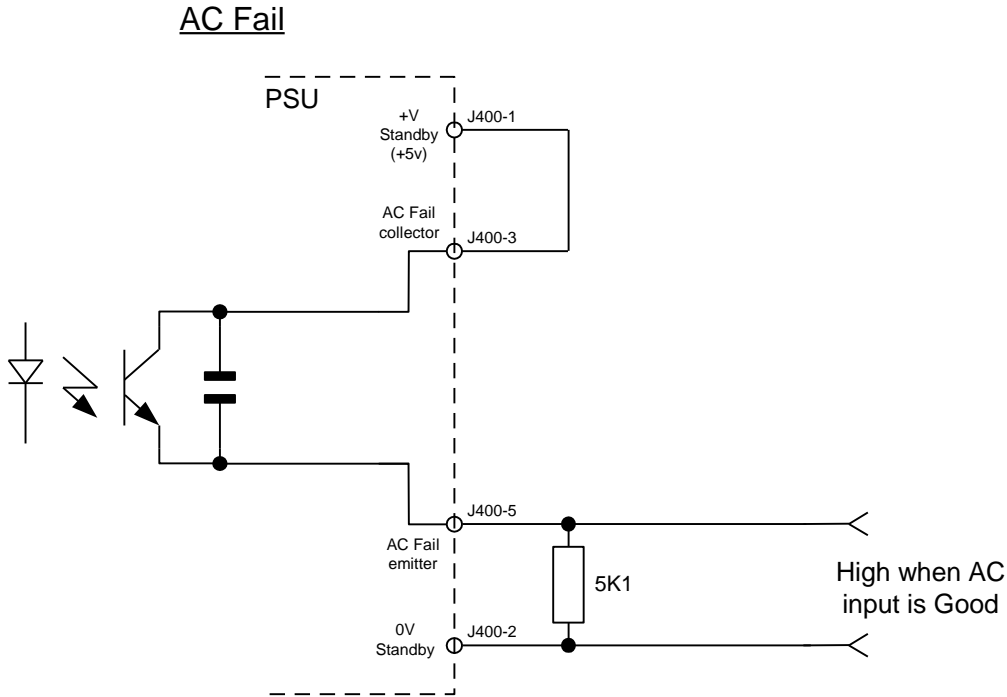 AC Fail
PSU
+V
Standby
(+5v)
J400-1
AC Fail
collector
J400-3
J400-5
AC Fail
emitter
5K1
High when AC
input is Good
0V
Standby
J400-2